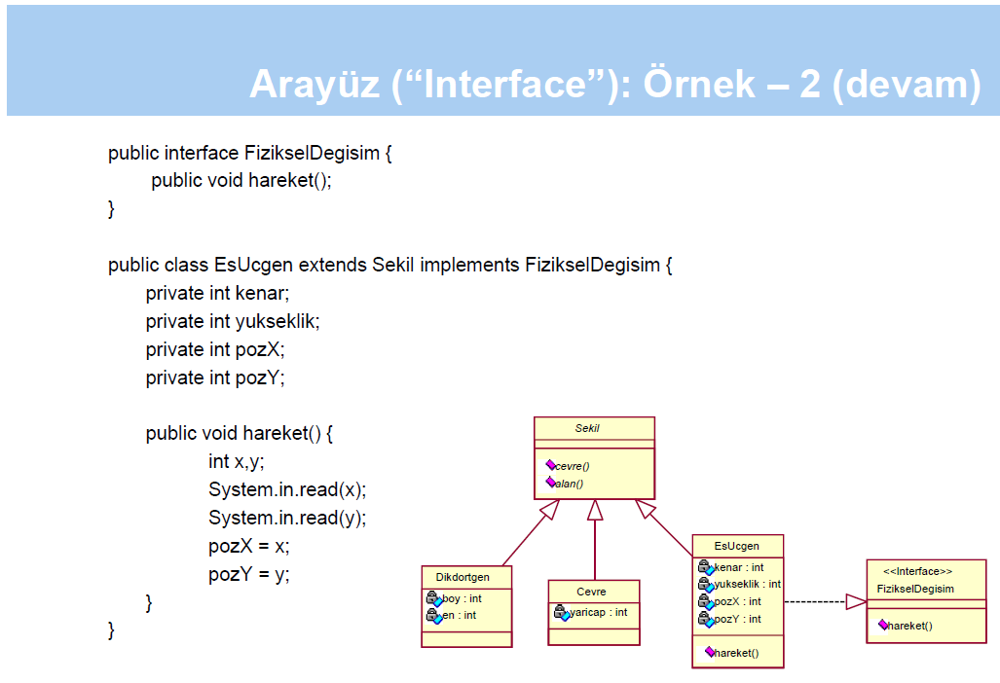 Arayüz (“Interface”): Örnek – 2 (devam)
public interface FizikselDegisim {
public void hareket();
}
public class EsUcgen extends Sekil implements FizikselDegisim {
private int kenar;
private int yukseklik;
private int pozX;
private int pozY;
public void hareket() {
int x,y;
System.in.read(x);
System.in.read(y);
pozX = x;
pozY = y;
}
}
Sekil
cevre()
alan()
Dikdortgen
boy : int
en : int
Cevre
yaricap : int
EsUcgen
kenar : int
yukseklik : int
pozX : int
pozY : int
hareket()
<<Interface>>
FizikselDegisim
hareket()